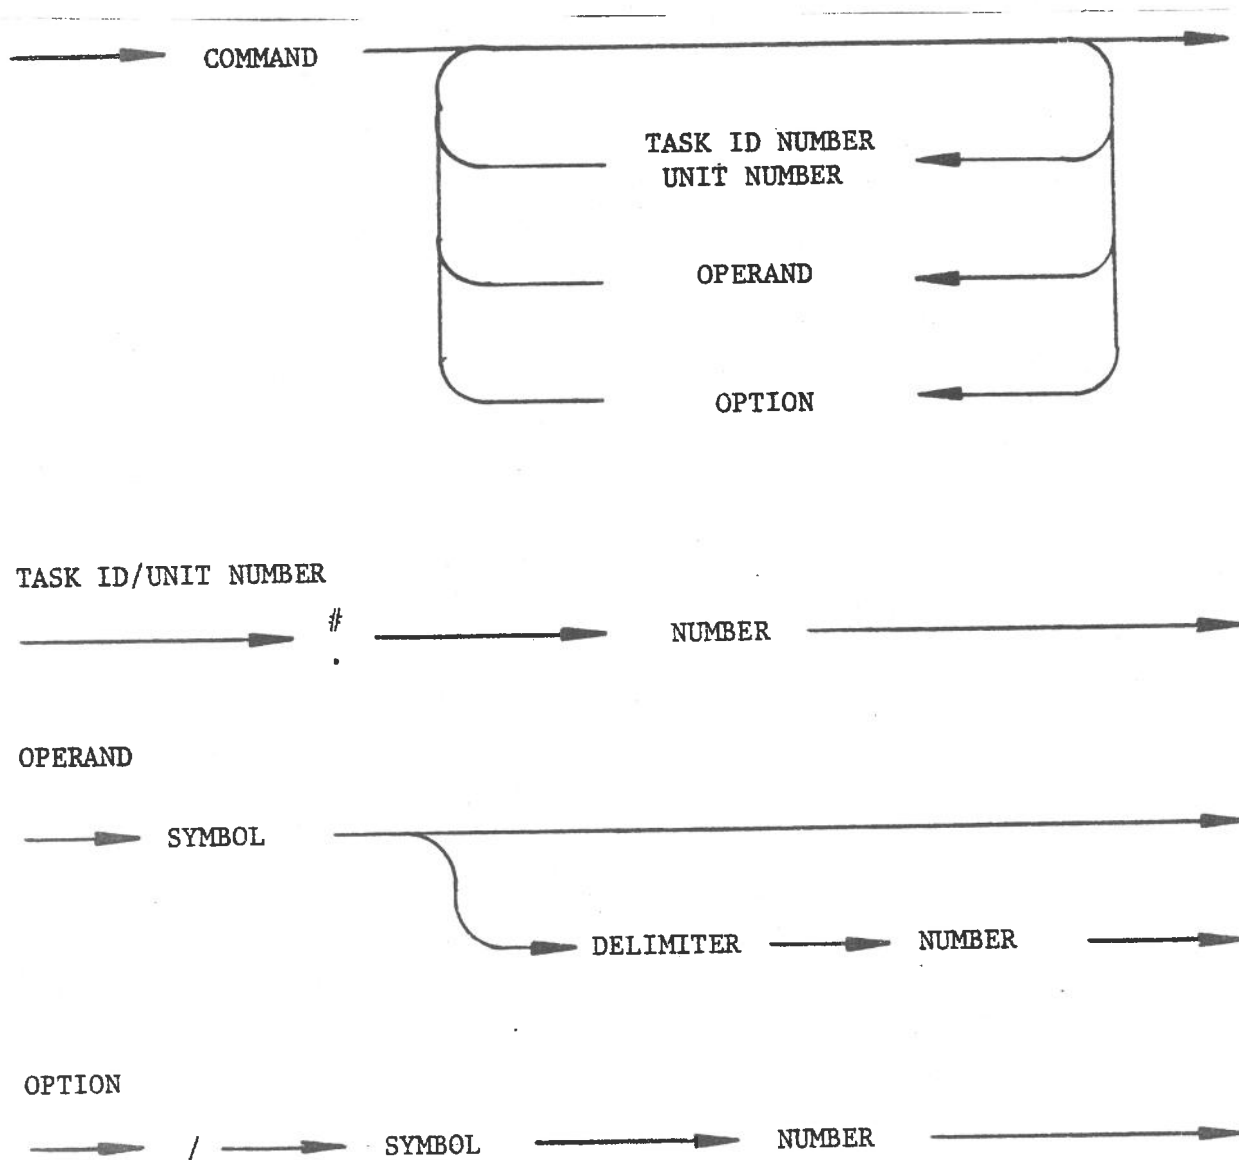 COMMAND
TASK ID NUMBER
UNIT NUMBER
OPERAND
OPTION
TASK ID/UNIT NUMBER
#
.
NUMBER
OPERAND
SYMBOL
DELIMITER NUMBER
OPTION
/ SYMBOL NUMBER